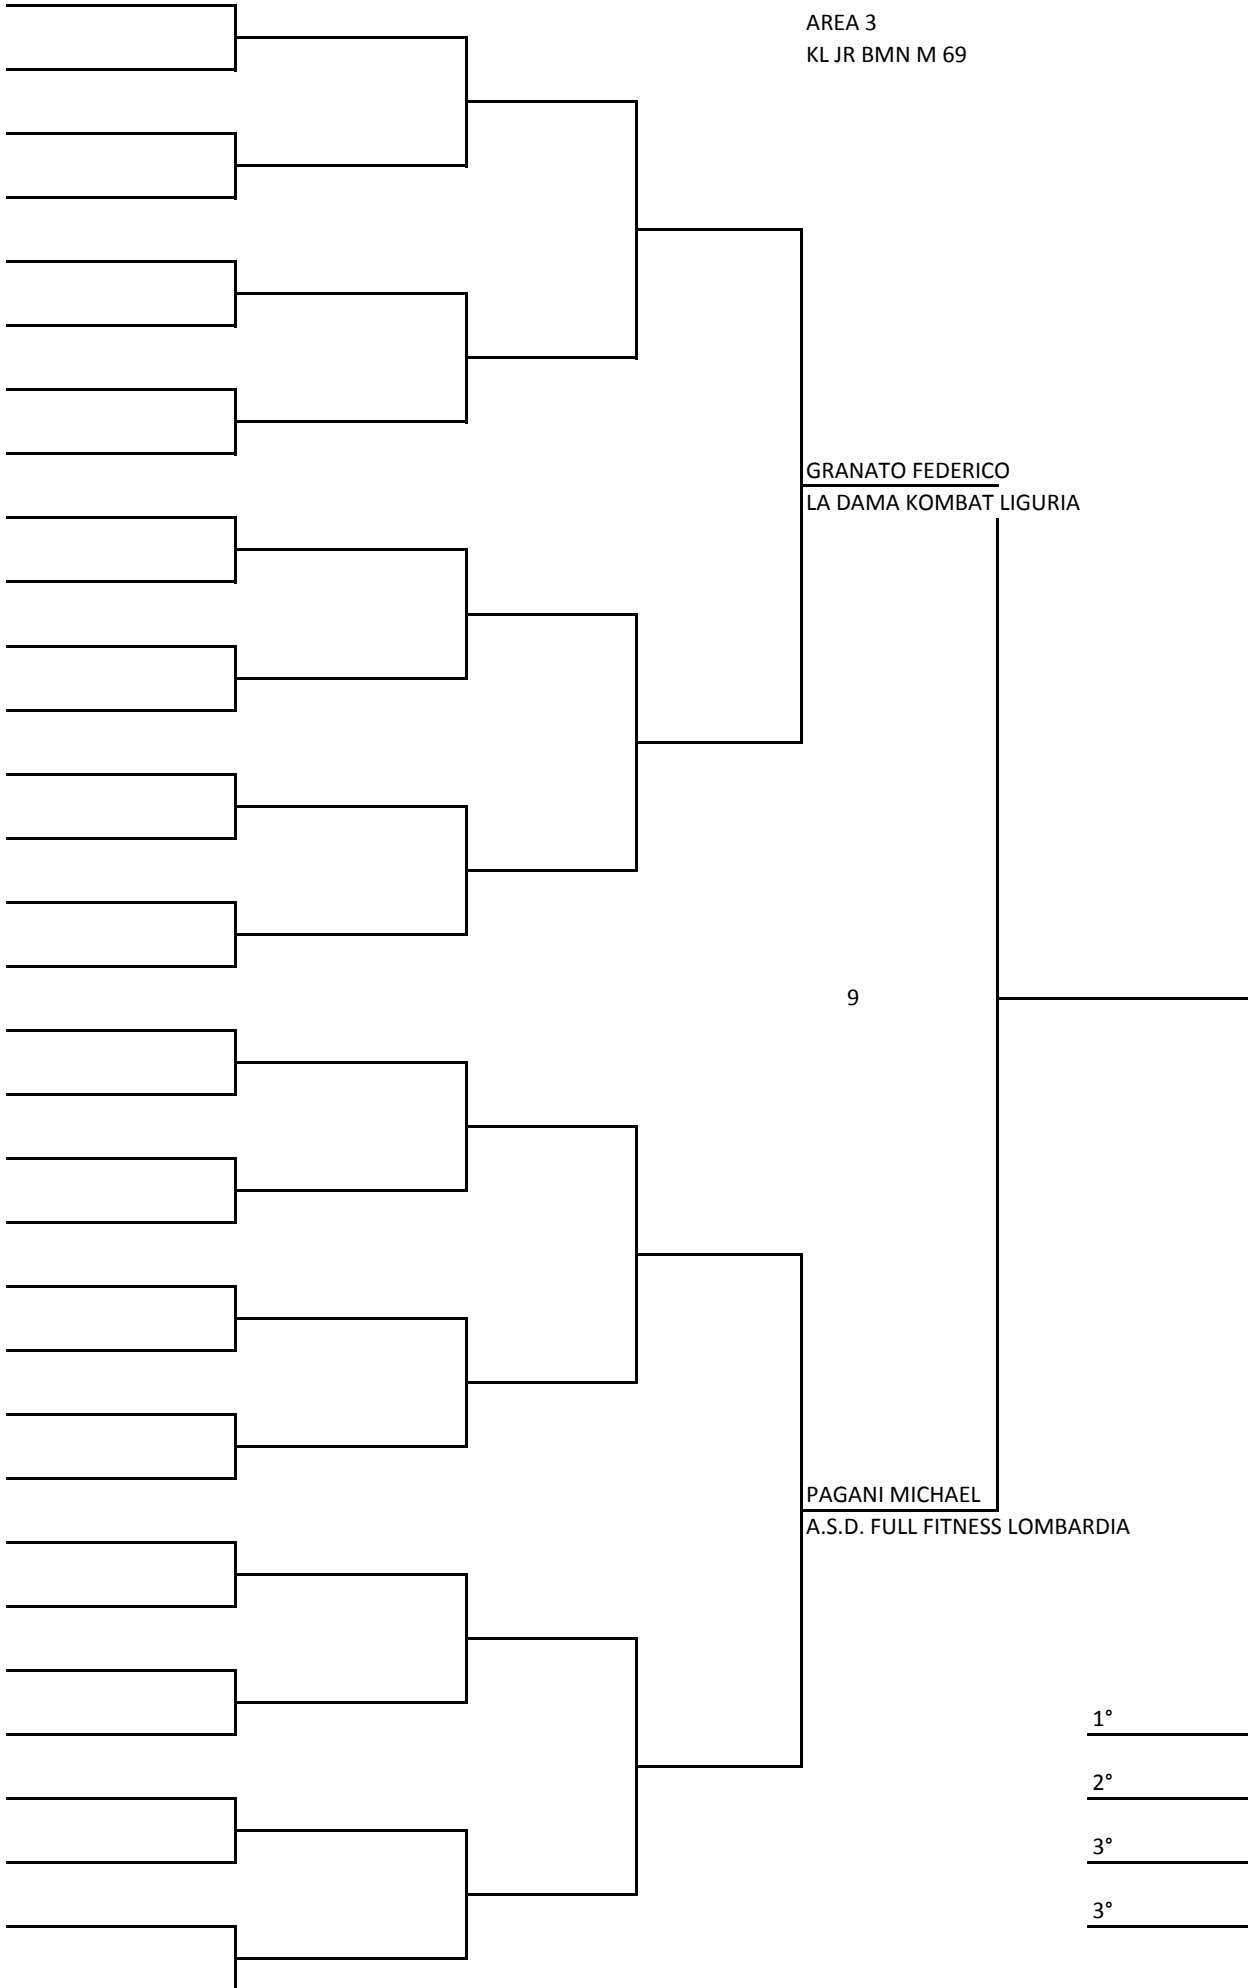 AREA 3
KL JR BMN M 69
GRANATO FEDERICO
LA DAMA KOMBAT LIGURIA
9
PAGANI MICHAEL
A.S.D. FULL FITNESS LOMBARDIA
1°
2°
3°
3°